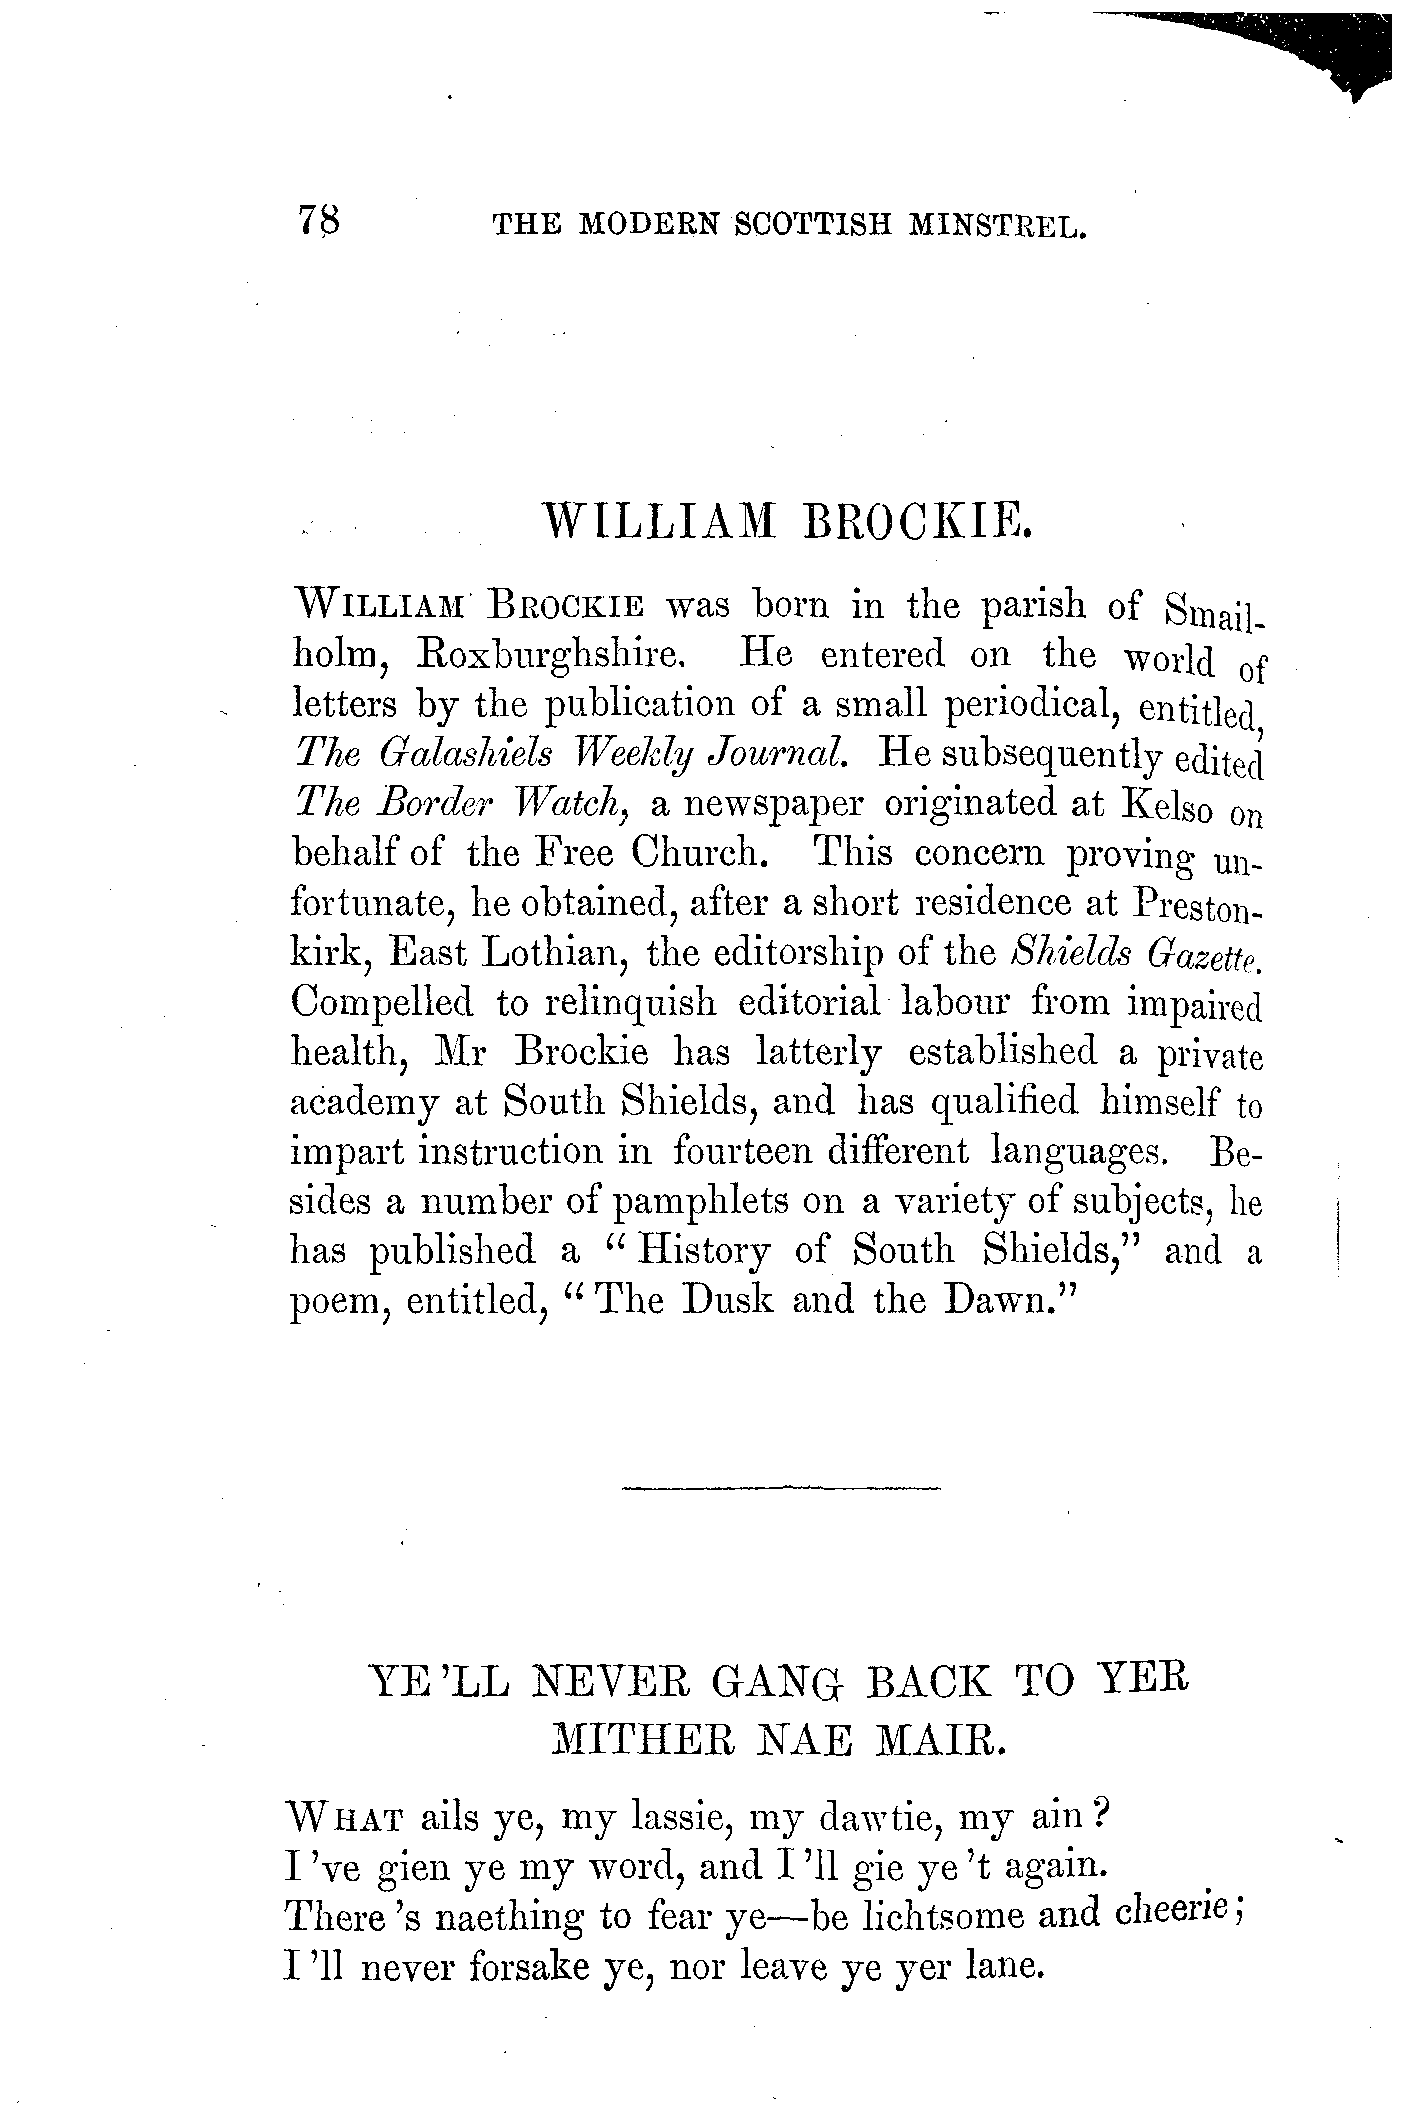 78 THE MODERN SCOTTISH MINSTREL.
WILLIAM BROCKIE.
WILLIAM BROCKIE was born in the parish of Smail-
holm, Roxburghshire. He entered on the world of
letters by the publication of a small periodical, entitled,
The Galashiels Weekly Journal. He subsequently edited
The Border Watch, a newspaper originated at Kelso on
behalf of the Free Church. This concern proving un-
fortunate, he obtained, after a short residence at Preston-
kirk, East Lothian, the editorship of the Shields Gazette.
Compelled to relinquish editorial labour from impaired
health, Mr Brockie has latterly established a private
academy at South Shields, and has qualified himself to
impart instruction in fourteen different languages. Be-
sides a number of pamphlets on a variety of subjects, he
has published a “ History of South Shields,” and a
poem, entitled, “ The Dusk and the Dawn.”
YE 'LL NEVER GANG BACK TO YER
MITHER NAE MAIR.
WHAT ails ye, my lassie, my dawtie, my ain ?
I 've gien ye my word, and I 'll gie ye 't again.
There 's naething to fear ye—be lichtsome and cheerie ;
I 'll never forsake ye, nor leave ye yer lane.